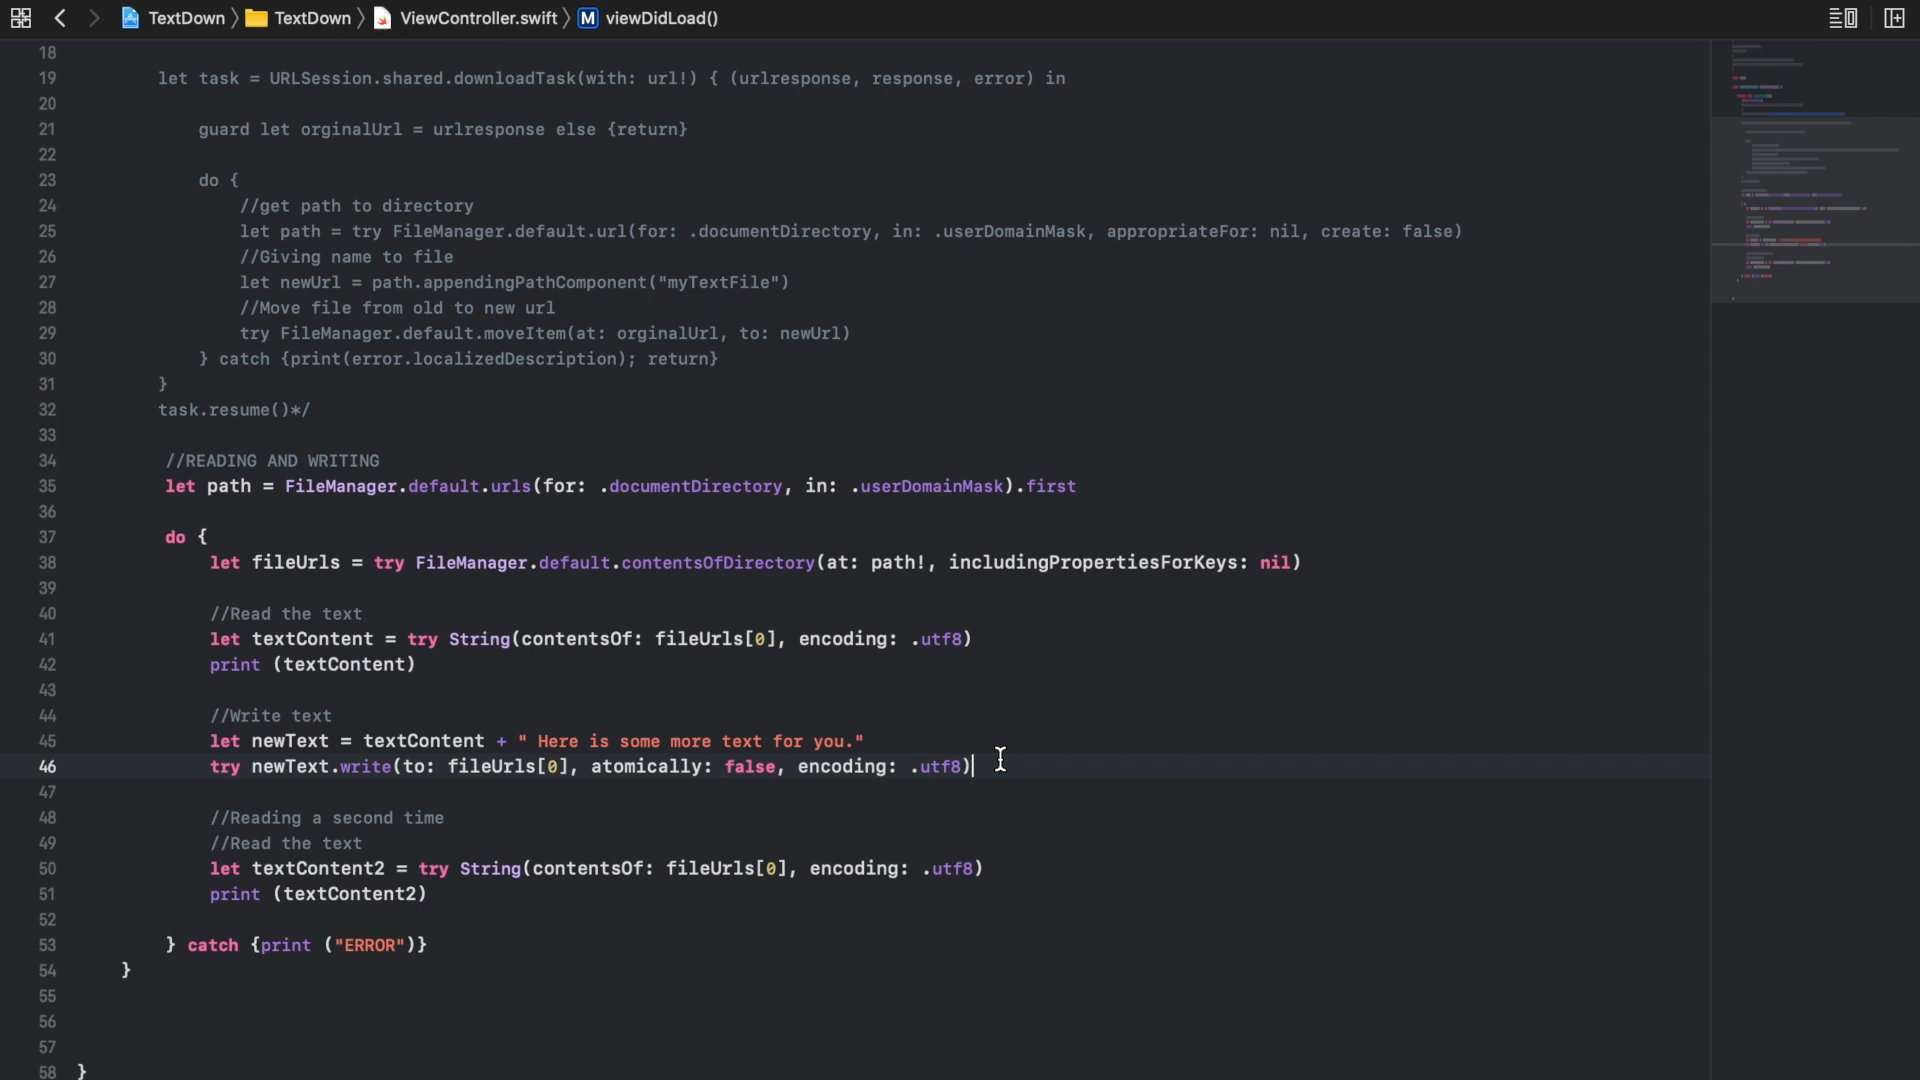 TextDown TextDown ViewController.swift M viewDidLoad()
18
19 let task = URLSession.shared.downloadTask(with: url!) { (urlresponse, response, error) in
20
21 guard let orginalUrl = urlresponse else {return}
22
23 do {
24 //get path to directory
25 let path = try FileManager.default.url(for: .documentDirectory, in: .userDomainMask, appropriateFor: nil, create: false)
26 //Giving name to file
27 let newUrl = path.appendingPathComponent("myTextFile")
28 //Move file from old to new url
29 try FileManager.default.moveItem(at: orginalUrl, to: newUrl)
30 } catch {print(error.localizedDescription); return}
31 }
32 task.resume()*/
33
34 //READING AND WRITING
35 let path = FileManager.default.urls(for: .documentDirectory, in: .userDomainMask).first
36
37 do {
38 let fileUrls = try FileManager.default.contentsOfDirectory(at: path!, includingPropertiesForKeys: nil)
39
40 //Read the text
41 let textContent = try String(contentsOf: fileUrls[0], encoding: .utf8)
42 print (textContent)
43
44 //Write text
45 let newText = textContent + " Here is some more text for you."
46 try newText.write(to: fileUrls[0], atomically: false, encoding: .utf8)
47
48 //Reading a second time
49 //Read the text
50 let textContent2 = try String(contentsOf: fileUrls[0], encoding: .utf8)
51 print (textContent2)
52
53 } catch {print ("ERROR")}
54 }
55
56
57
58 }